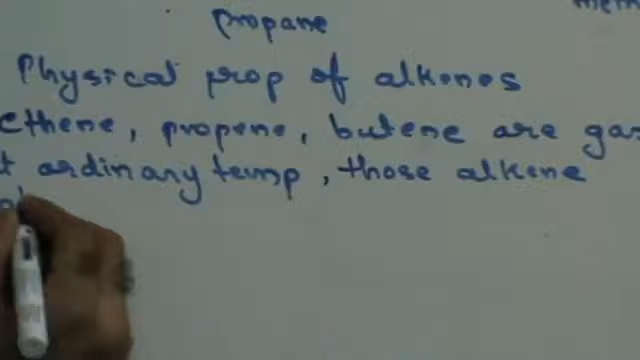 propane
Physical prop of alkenes
ethene, propene, butene are gas
t ordinary temp, those alkene